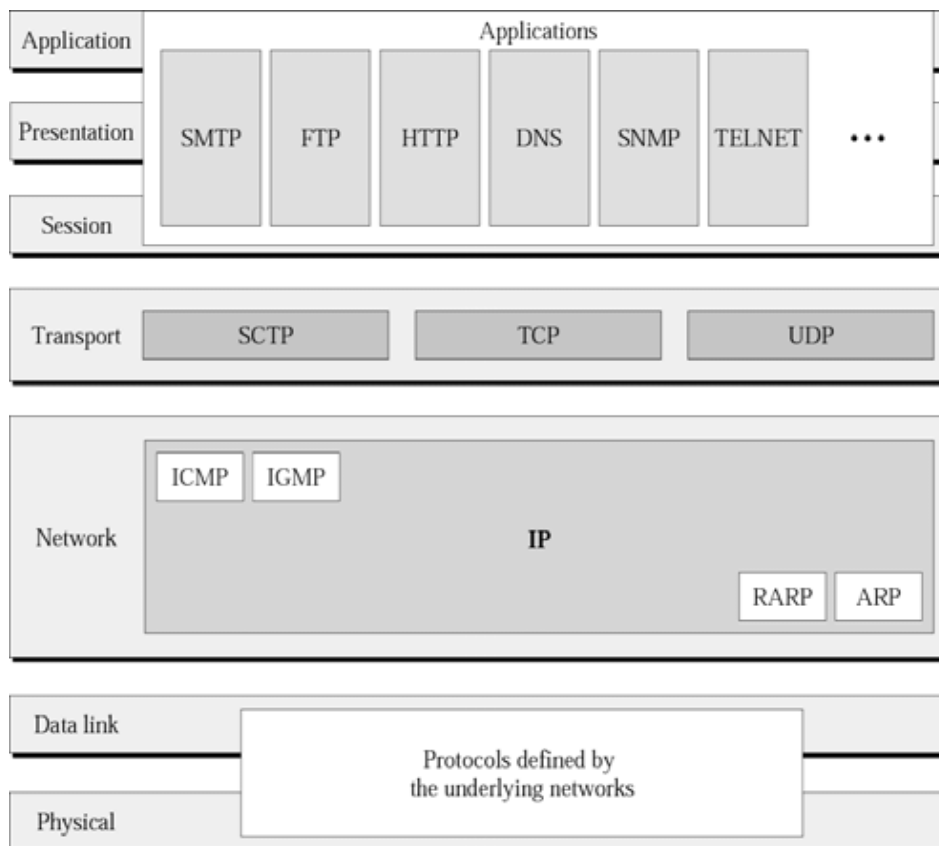 Application
Applications
Presentation
SMTP FTP HTTP DNS SNMP TELNET ...
Session
Transport
SCTP TCP UDP
ICMP IGMP
Network
IP
RARP ARP
Data link
Protocols defined by
the underlying networks
Physical